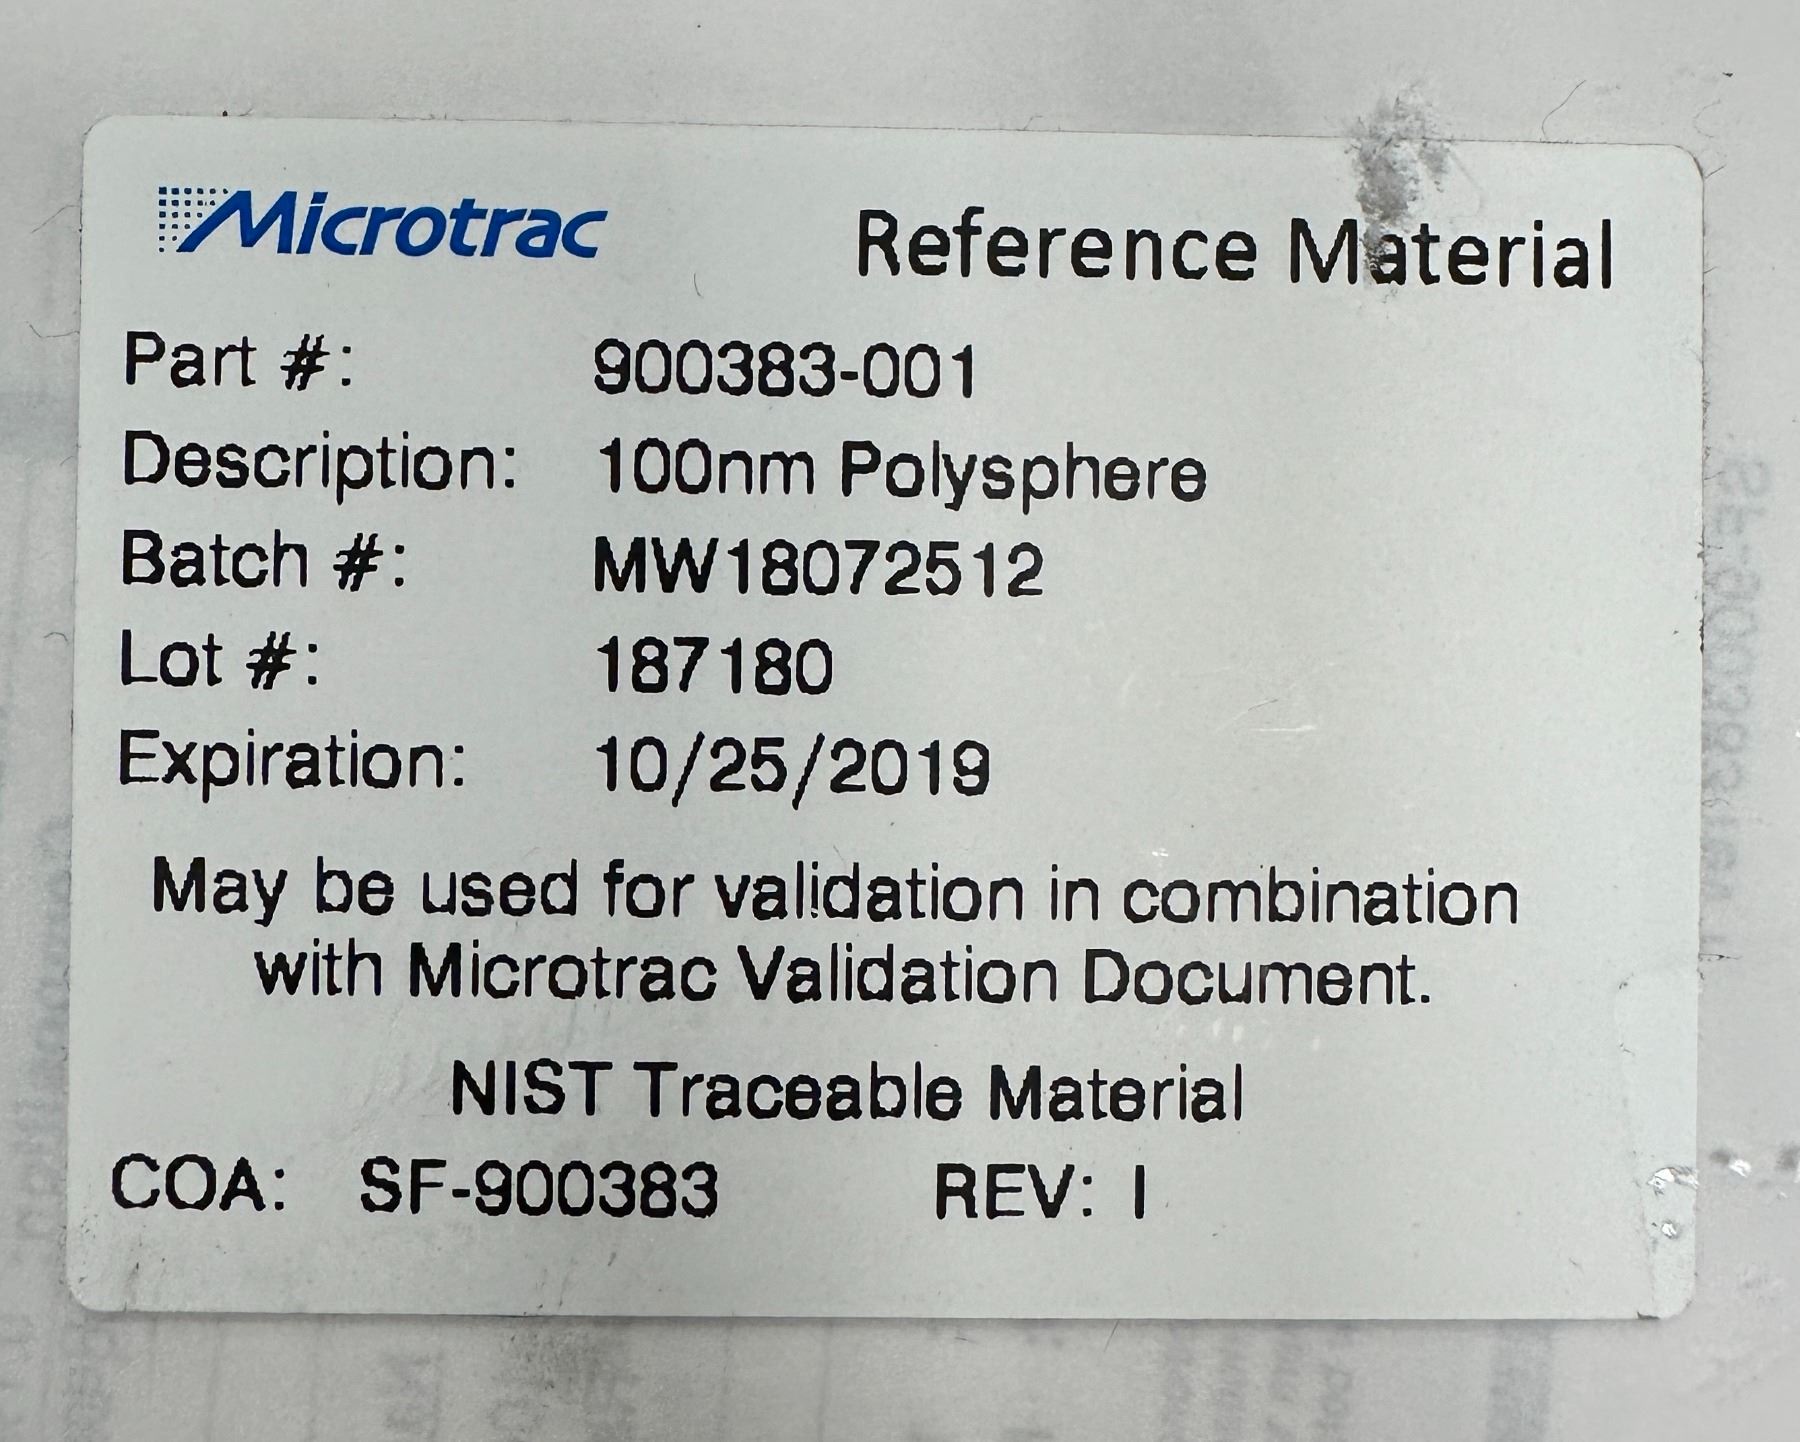 Microtrac Reference Material
Part #: 900383-001
Description: 100nm Polysphere
Batch #: MW18072512
Lot #: 187180
Expiration: 10/25/2019
May be used for validation in combination
with Microtrac Validation Document.
NIST Traceable Material
COA: SF-900383 REV: I